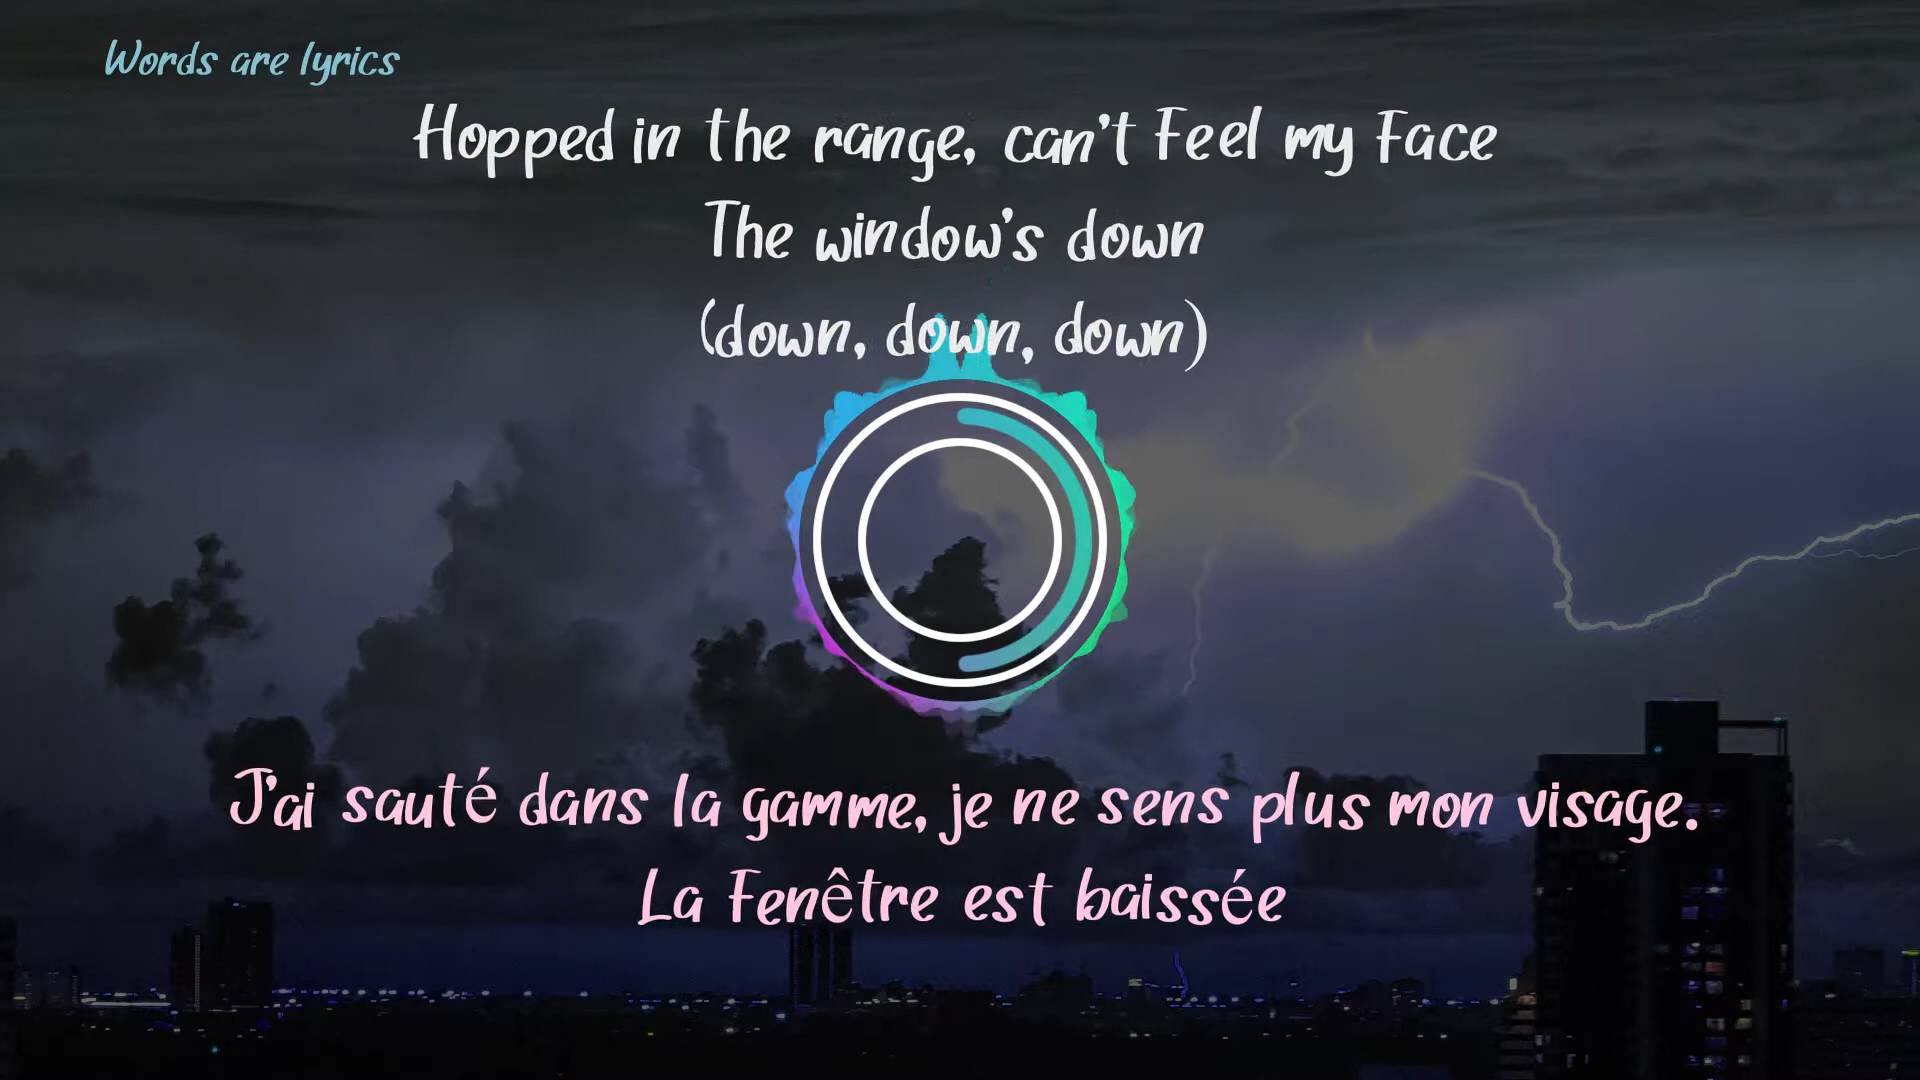 Words are lyrics
Hopped in the range, can't feel my face
The window's down
(down, down, down)
J'ai sauté dans la gamme, je ne sens plus mon visage.
La fenêtre est baissée